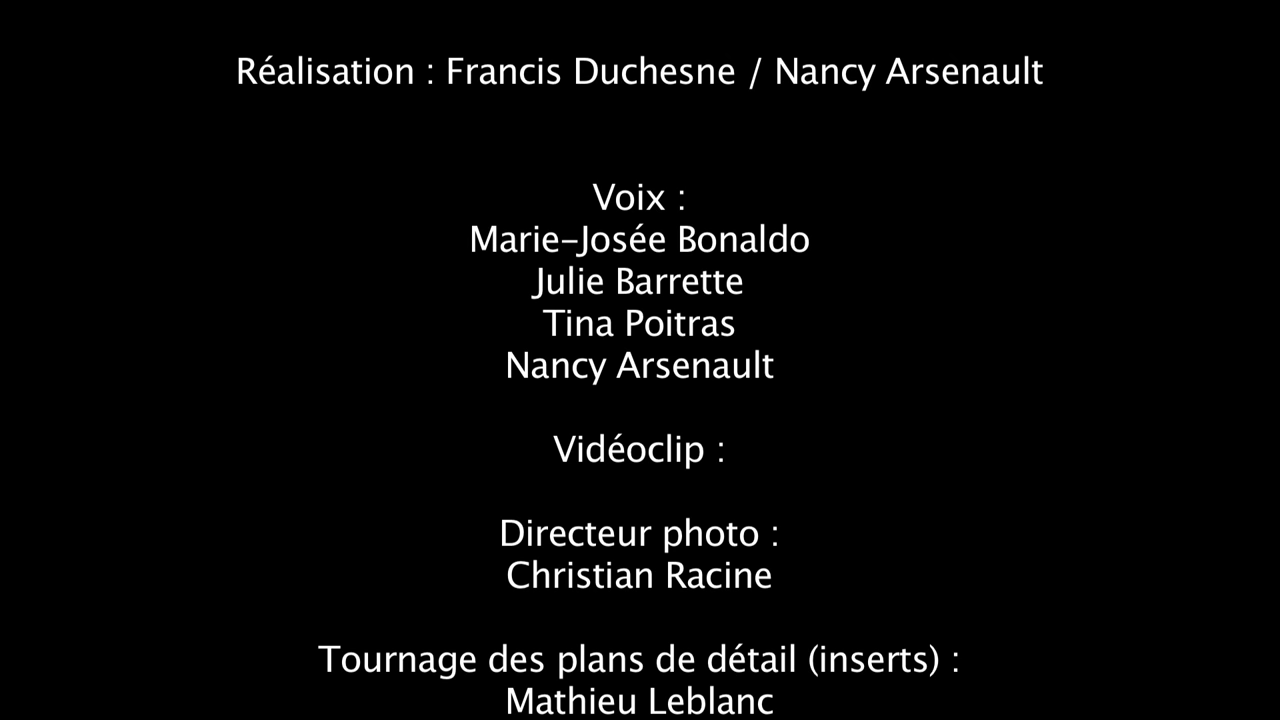 Réalisation : Francis Duchesne / Nancy Arsenault
Voix :
Marie-Josée Bonaldo
Julie Barrette
Tina Poitras
Nancy Arsenault
Vidéoclip :
Directeur photo :
Christian Racine
Tournage des plans de détail (inserts) :
Mathieu Leblanc